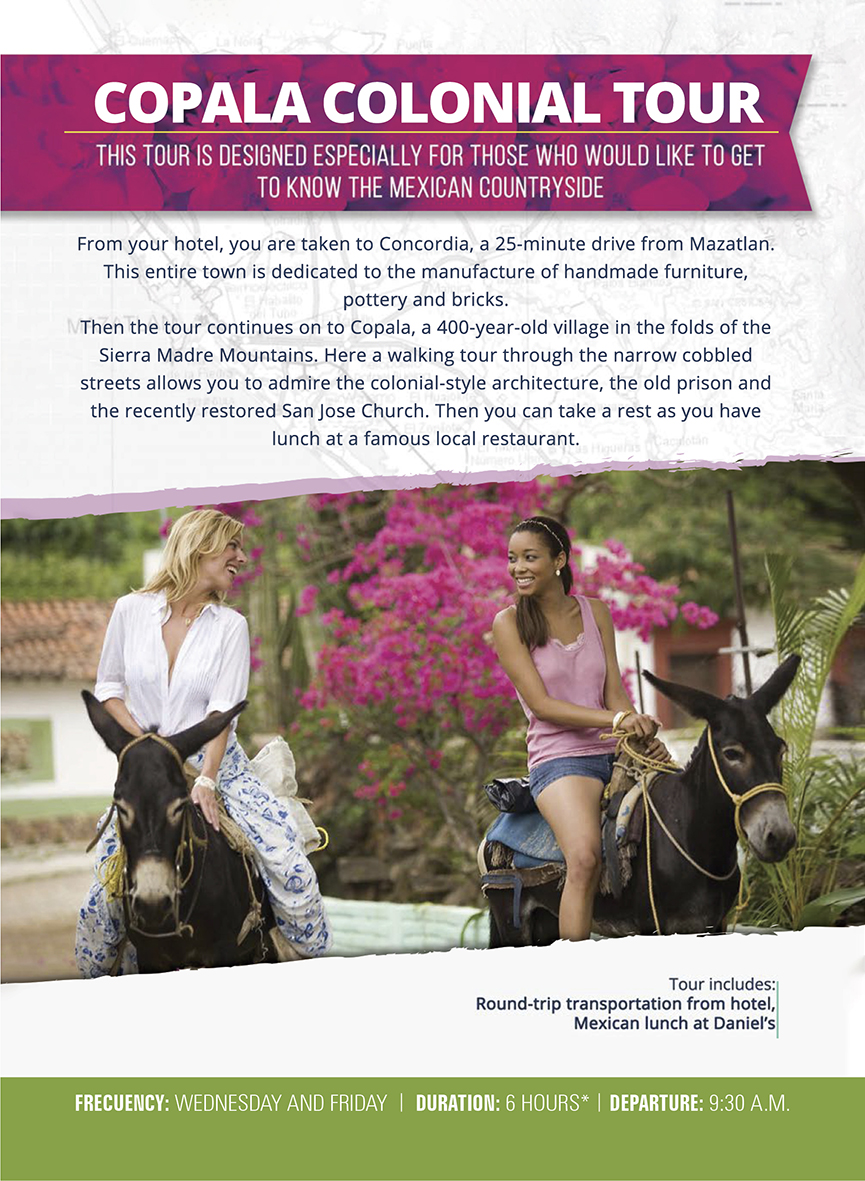 COPALA COLONIAL TOUR
THIS TOUR IS DESIGNED ESPECIALLY FOR THOSE WHO WOULD LIKE TO GET
TO KNOW THE MEXICAN COUNTRYSIDE
From your hotel, you are taken to Concordia, a 25-minute drive from Mazatlan.
This entire town is dedicated to the manufacture of handmade furniture,
pottery and bricks.
Then the tour continues on to Copala, a 400-year-old village in the folds of the
Sierra Madre Mountains. Here a walking tour through the narrow cobbled
streets allows you to admire the colonial-style architecture, the old prison and
the recently restored San Jose Church. Then you can take a rest as you have
lunch at a famous local restaurant.
Tour includes:
Round-trip transportation from hotel,
Mexican lunch at Daniel’s
FRECUENCY: WEDNESDAY AND FRIDAY | DURATION: 6 HOURS* | DEPARTURE: 9:30 A.M.